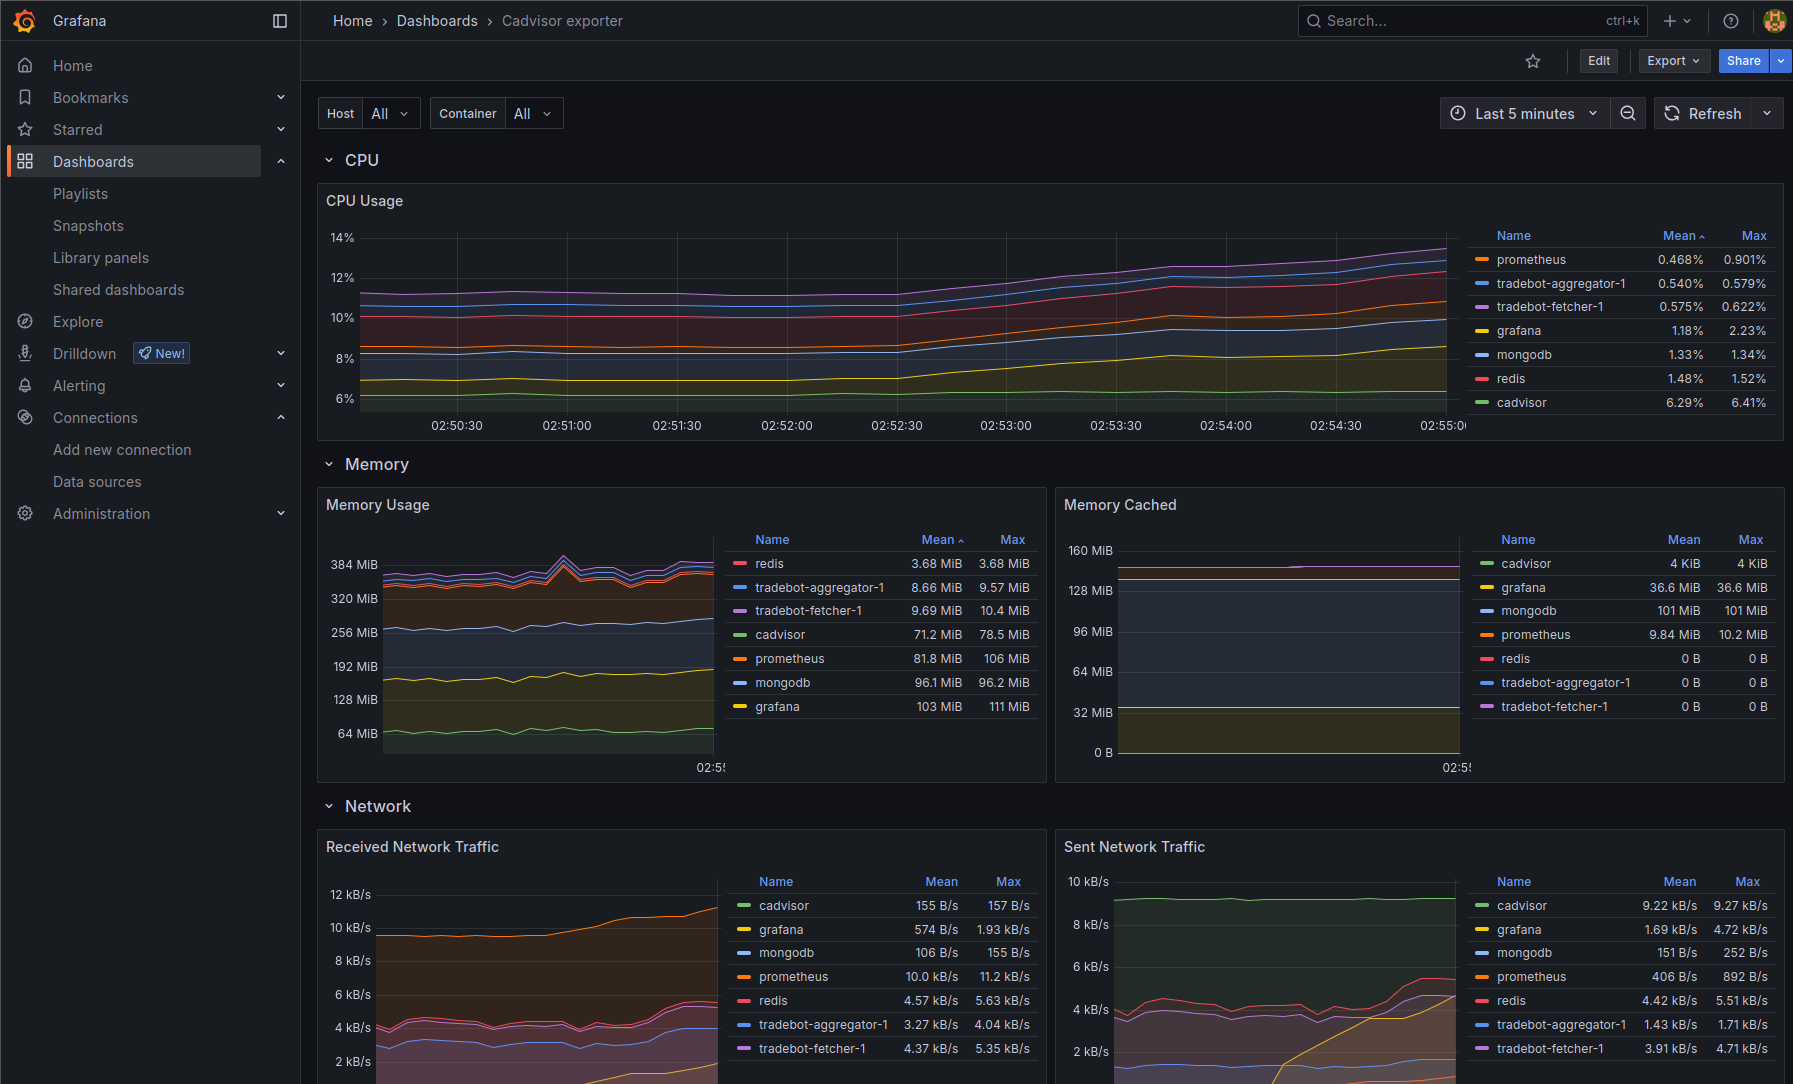 Grafana
Home › Dashboards › Cadvisor exporter
Search... ctrl+k
Home
Bookmarks
Starred
Dashboards
Playlists
Snapshots
Library panels
Shared dashboards
Explore
Drilldown New!
Alerting
Connections
Add new connection
Data sources
Administration
Edit Export Share
Host All Container All
Last 5 minutes Refresh
CPU
CPU Usage
14%
12%
10%
8%
6%
02:50:30 02:51:00 02:51:30 02:52:00 02:52:30 02:53:00 02:53:30 02:54:00 02:54:30 02:55:0
Name Mean Max
prometheus 0.468% 0.901%
tradebot-aggregator-1 0.540% 0.579%
tradebot-fetcher-1 0.575% 0.622%
grafana 1.18% 2.23%
mongodb 1.33% 1.34%
redis 1.48% 1.52%
cadvisor 6.29% 6.41%
Memory
Memory Usage
384 MiB
320 MiB
256 MiB
192 MiB
128 MiB
64 MiB
02:55
Name Mean Max
redis 3.68 MiB 3.68 MiB
tradebot-aggregator-1 8.66 MiB 9.57 MiB
tradebot-fetcher-1 9.69 MiB 10.4 MiB
cadvisor 71.2 MiB 78.5 MiB
prometheus 81.8 MiB 106 MiB
mongodb 96.1 MiB 96.2 MiB
grafana 103 MiB 111 MiB
Memory Cached
160 MiB
128 MiB
96 MiB
64 MiB
32 MiB
0 B
02:55
Name Mean Max
cadvisor 4 KiB 4 KiB
grafana 36.6 MiB 36.6 MiB
mongodb 101 MiB 101 MiB
prometheus 9.84 MiB 10.2 MiB
redis 0 B 0 B
tradebot-aggregator-1 0 B 0 B
tradebot-fetcher-1 0 B 0 B
Network
Received Network Traffic
12 kB/s
10 kB/s
8 kB/s
6 kB/s
4 kB/s
2 kB/s
Name Mean Max
cadvisor 155 B/s 157 B/s
grafana 574 B/s 1.93 kB/s
mongodb 106 B/s 155 B/s
prometheus 10.0 kB/s 11.2 kB/s
redis 4.57 kB/s 5.63 kB/s
tradebot-aggregator-1 3.27 kB/s 4.04 kB/s
tradebot-fetcher-1 4.37 kB/s 5.35 kB/s
Sent Network Traffic
10 kB/s
8 kB/s
6 kB/s
4 kB/s
2 kB/s
Name Mean Max
cadvisor 9.22 kB/s 9.27 kB/s
grafana 1.69 kB/s 4.72 kB/s
mongodb 151 B/s 252 B/s
prometheus 406 B/s 892 B/s
redis 4.42 kB/s 5.51 kB/s
tradebot-aggregator-1 1.43 kB/s 1.71 kB/s
tradebot-fetcher-1 3.91 kB/s 4.71 kB/s